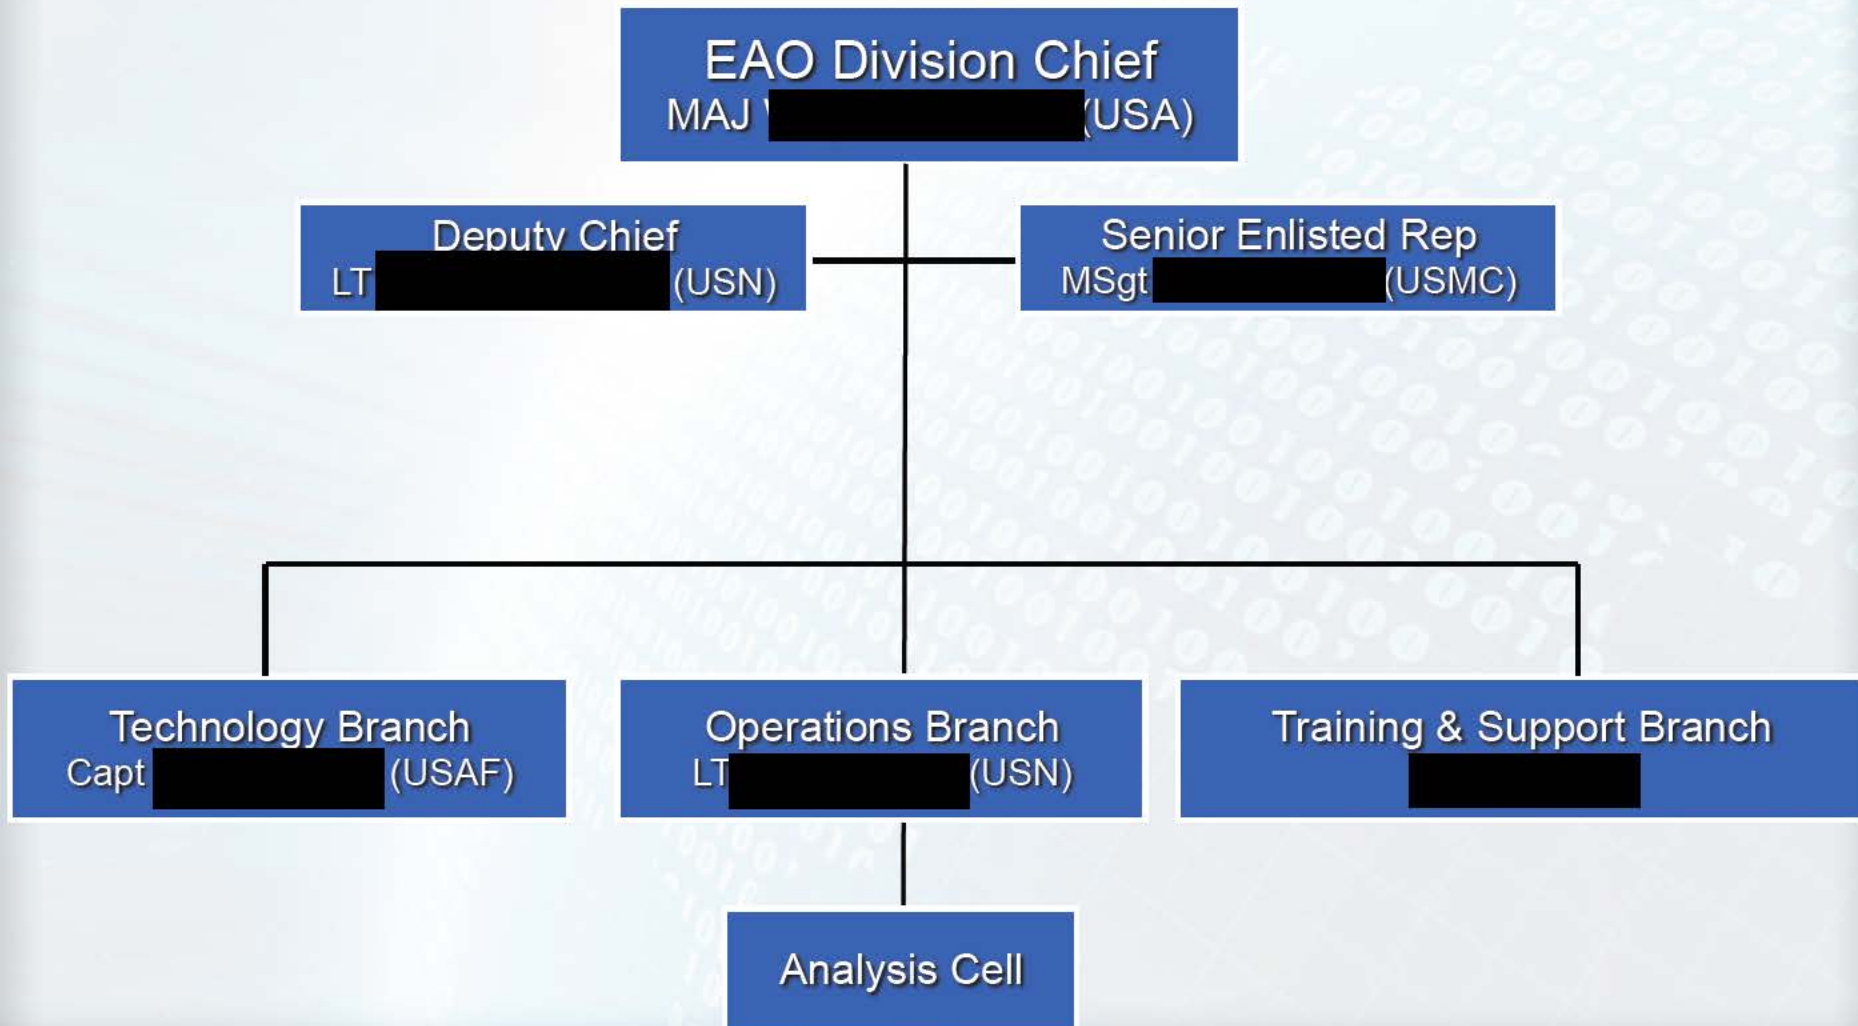 EAO Division Chief
MAJ (USA)
Deputy Chief
LT (USN)
Senior Enlisted Rep
MSgt (USMC)
Technology Branch
Capt (USAF)
Operations Branch
LT (USN)
Training & Support Branch
Analysis Cell